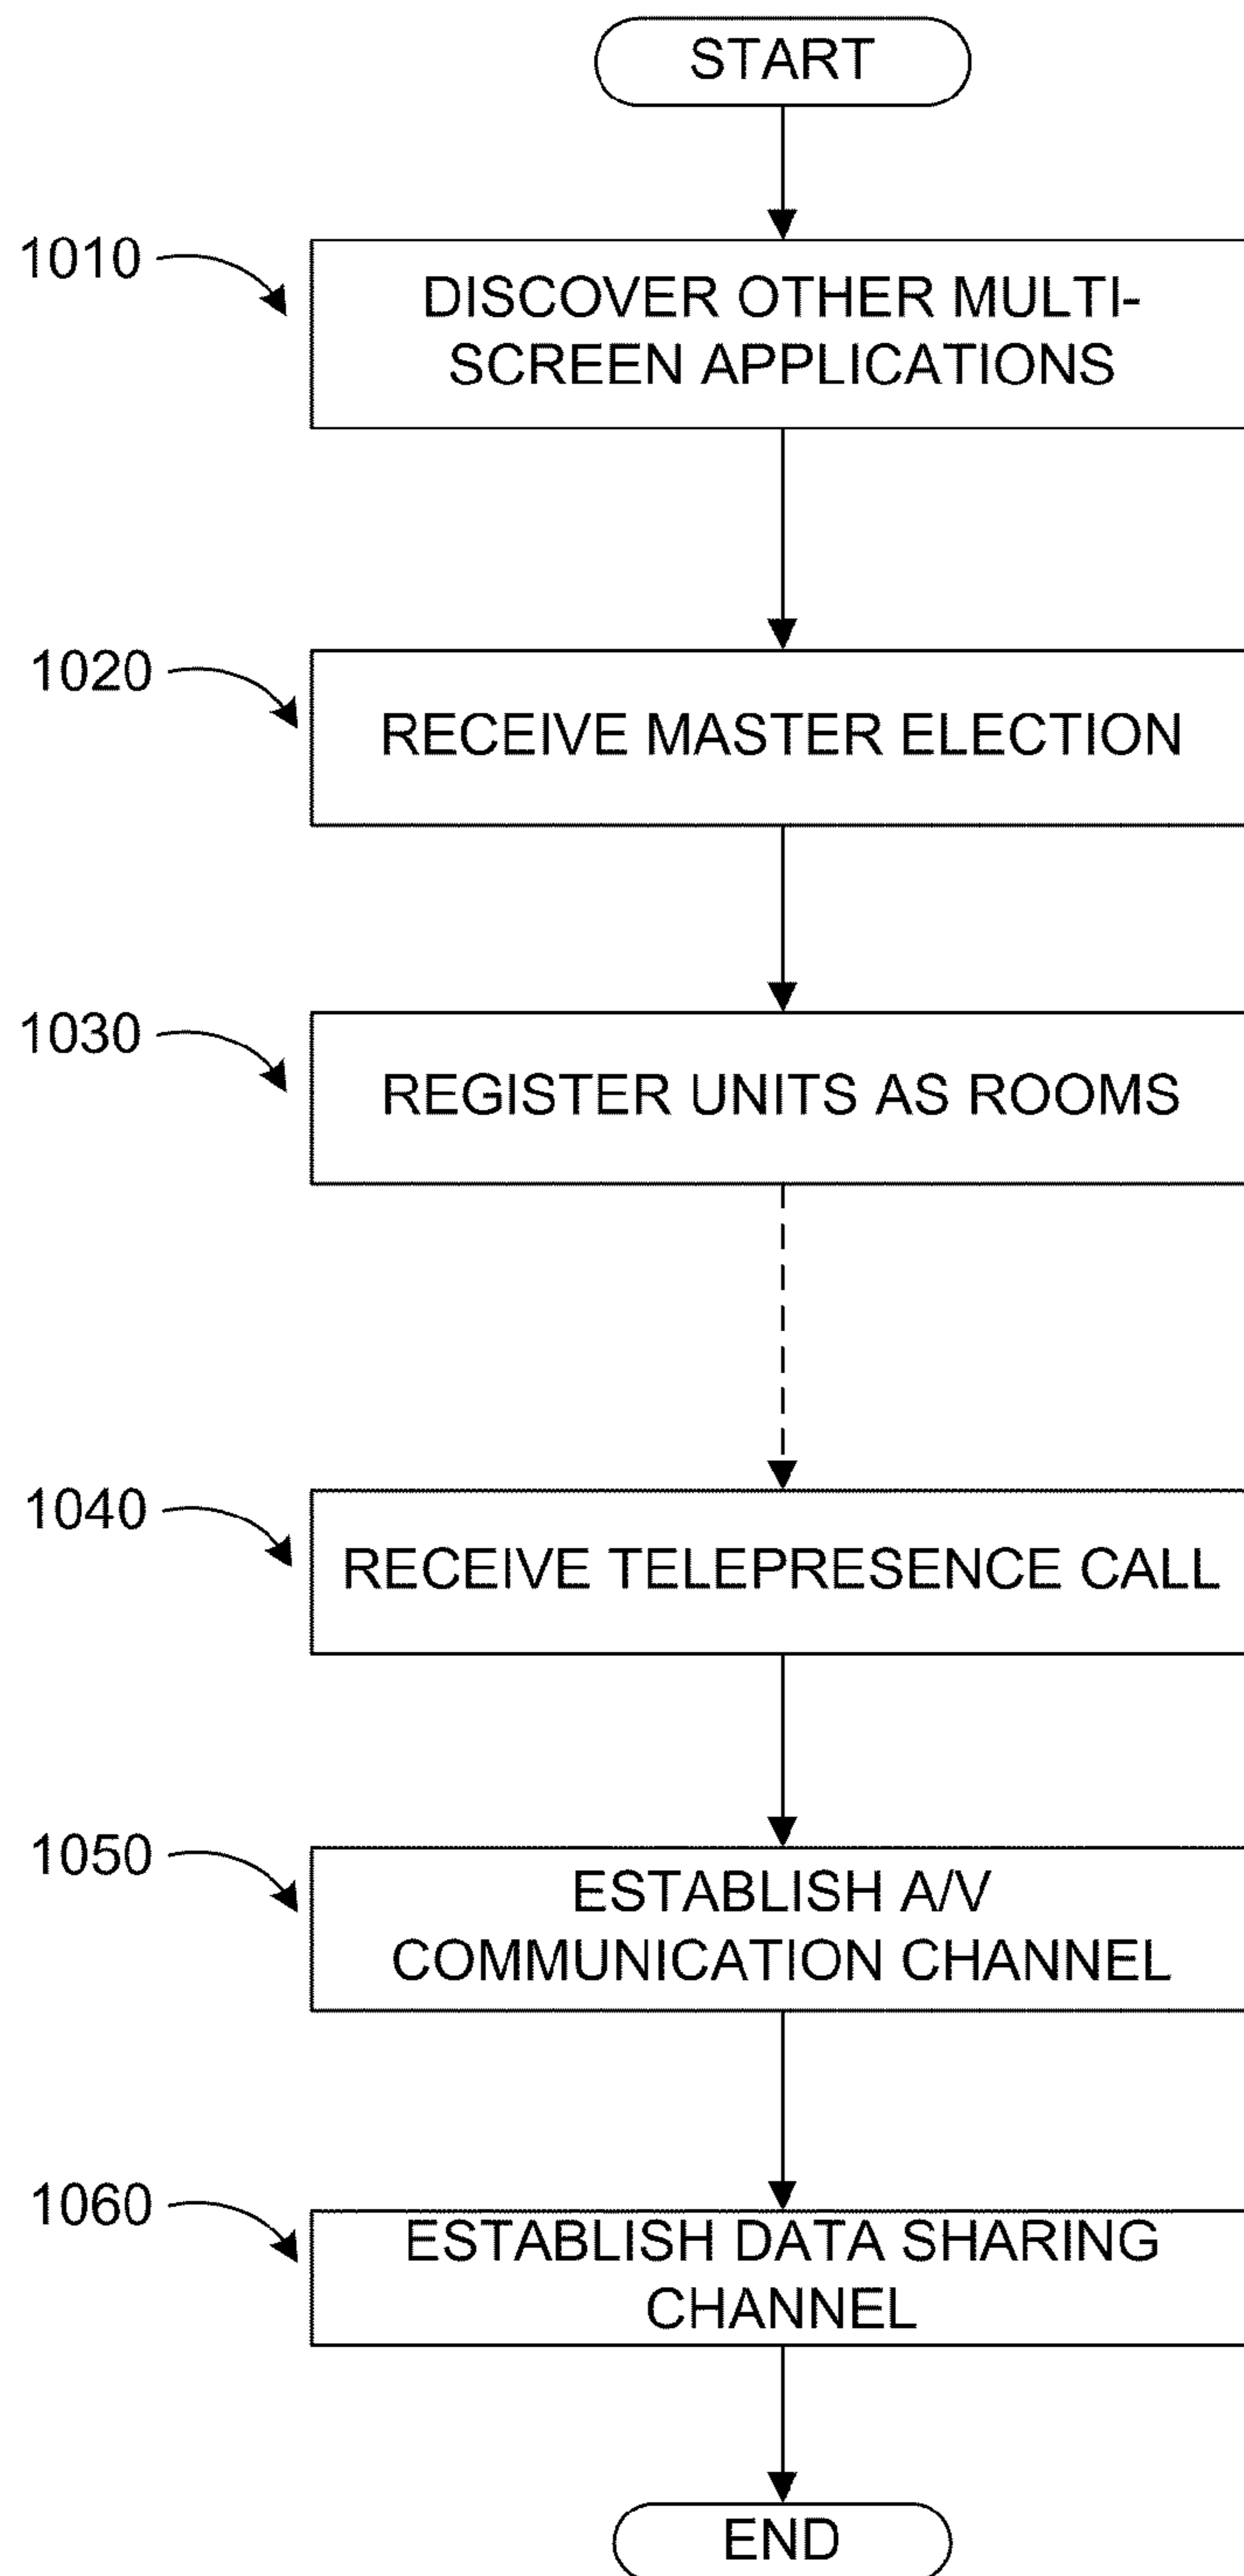 START
1010
DISCOVER OTHER MULTI-
SCREEN APPLICATIONS
1020
RECEIVE MASTER ELECTION
1030
REGISTER UNITS AS ROOMS
1040
RECEIVE TELEPRESENCE CALL
1050
ESTABLISH A/V
COMMUNICATION CHANNEL
1060
ESTABLISH DATA SHARING
CHANNEL
END